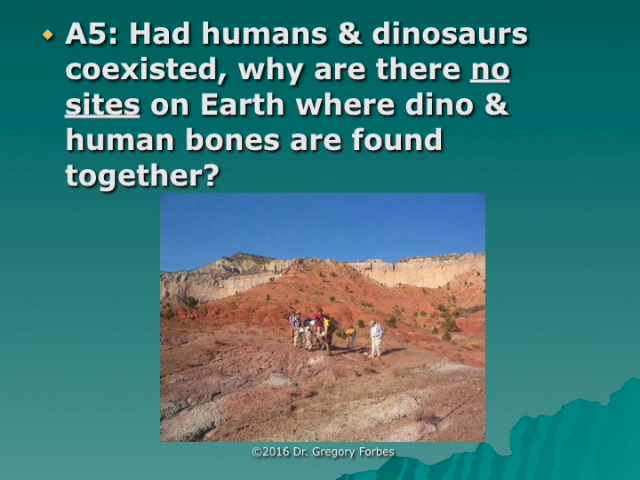 A5: Had humans & dinosaurs
coexisted, why are there no
sites on Earth where dino &
human bones are found
together?
©2016 Dr. Gregory Forbes